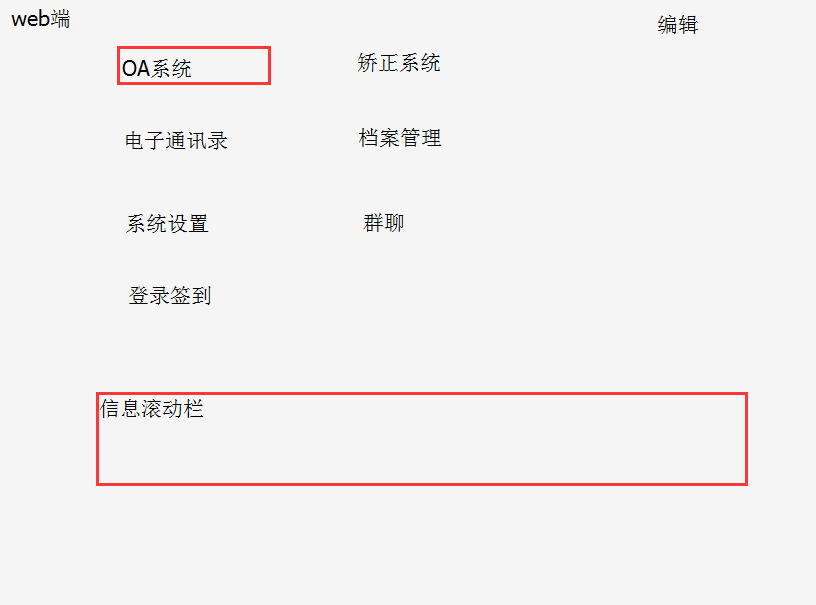 web端
编辑
OA系统
矫正系统
电子通讯录
档案管理
系统设置
群聊
登录签到
信息滚动栏